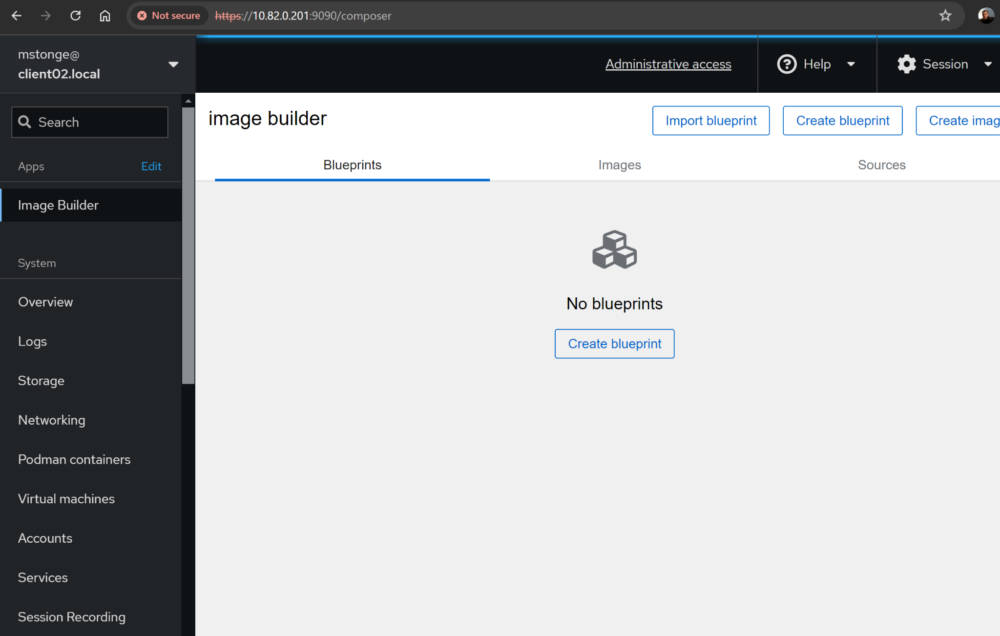 Not secure https://10.82.0.201:9090/composer
mstonge@
client02.local
Administrative access
? Help
Session
Search
Apps Edit
Image Builder
System
Overview
Logs
Storage
Networking
Podman containers
Virtual machines
Accounts
Services
Session Recording
image builder
Import blueprint
Create blueprint
Create imag
Blueprints Images Sources
No blueprints
Create blueprint